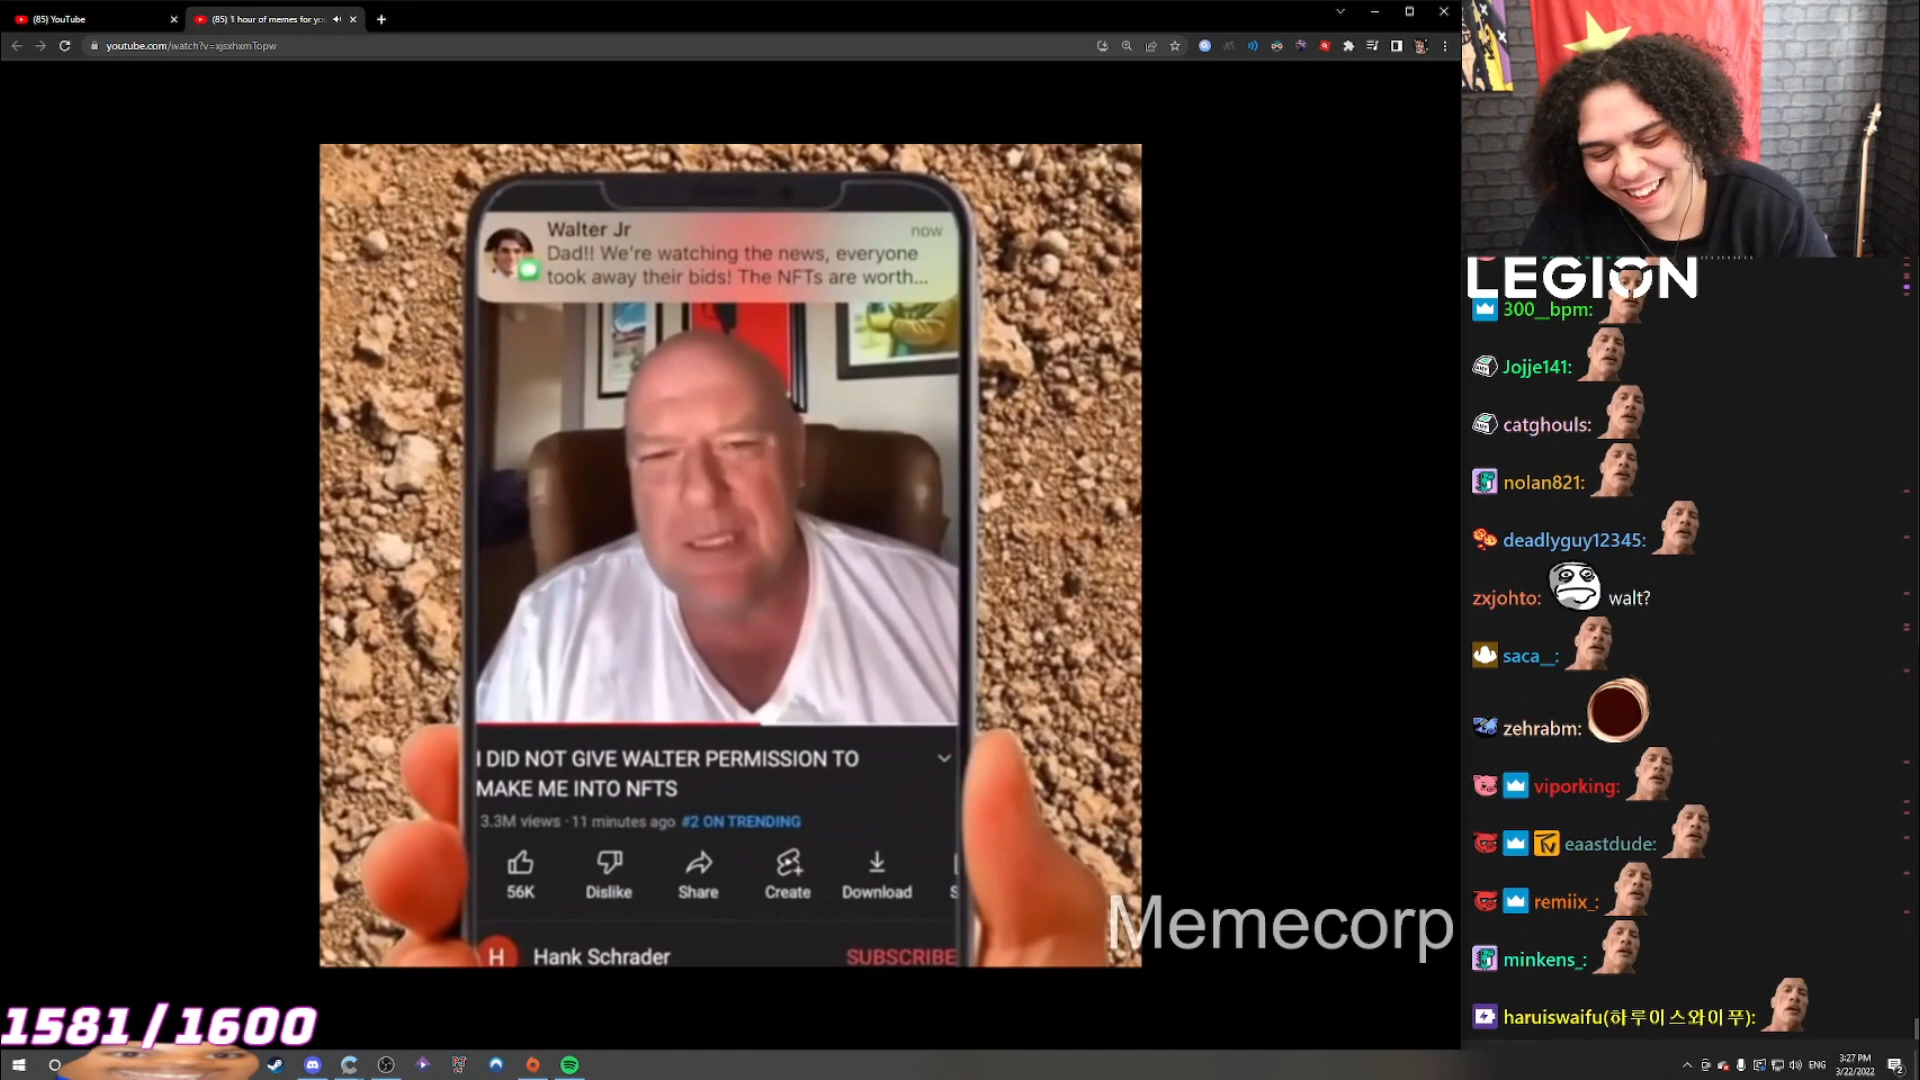 (85) YouTube
(85) 1 hour of memes for yo
youtube.com/watch?v=xjsxhxmTopw
Walter Jr
now
Dad!! We're watching the news, everyone
took away their bids! The NFTs are worth...
I DID NOT GIVE WALTER PERMISSION TO
MAKE ME INTO NFTS
3.3M views · 11 minutes ago #2 ON TRENDING
56K
Dislike
Share
Create
Download
S
H
Hank Schrader
SUBSCRIBE
Memecorp
1581/1600
LEGION
300__bpm:
Jojje141:
catghouls:
nolan821:
deadlyguy12345:
zxjohto: walt?
saca__:
zehrabm:
viporking:
eaastdude:
remiix_:
minkens_:
haruiswaifu(하루이스와이푸):
ENG
3:27 PM
3/22/2022